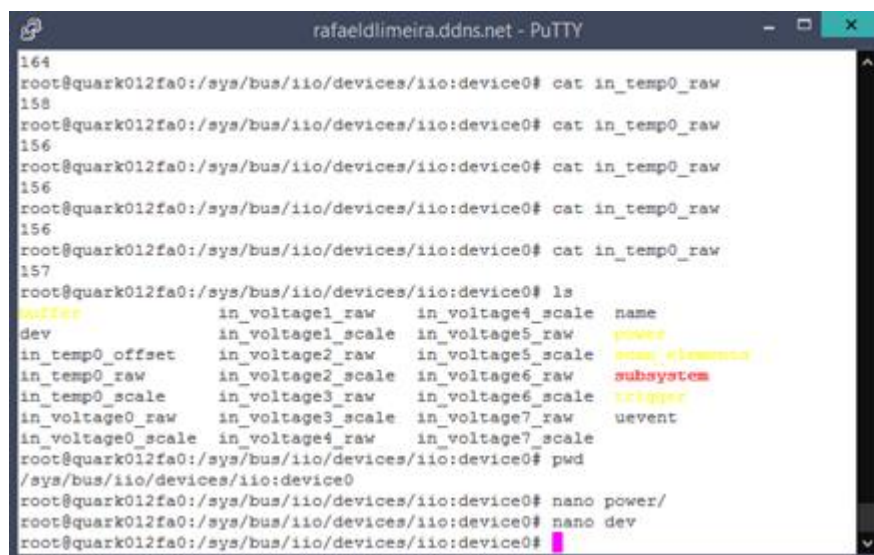 rafaeldlimeira.ddns.net - PuTTY
164
root@quark012fa0:/sys/bus/iio/devices/iio:device0# cat in_temp0_raw
158
root@quark012fa0:/sys/bus/iio/devices/iio:device0# cat in_temp0_raw
156
root@quark012fa0:/sys/bus/iio/devices/iio:device0# cat in_temp0_raw
156
root@quark012fa0:/sys/bus/iio/devices/iio:device0# cat in_temp0_raw
156
root@quark012fa0:/sys/bus/iio/devices/iio:device0# cat in_temp0_raw
157
root@quark012fa0:/sys/bus/iio/devices/iio:device0# ls
buffer in_voltage1_raw in_voltage4_scale name
dev in_voltage1_scale in_voltage5_raw power
in_temp0_offset in_voltage2_raw in_voltage5_scale scan_elements
in_temp0_raw in_voltage2_scale in_voltage6_raw subsystem
in_temp0_scale in_voltage3_raw in_voltage6_scale trigger
in_voltage0_raw in_voltage3_scale in_voltage7_raw uevent
in_voltage0_scale in_voltage4_raw in_voltage7_scale
root@quark012fa0:/sys/bus/iio/devices/iio:device0# pwd
/sys/bus/iio/devices/iio:device0
root@quark012fa0:/sys/bus/iio/devices/iio:device0# nano power/
root@quark012fa0:/sys/bus/iio/devices/iio:device0# nano dev
root@quark012fa0:/sys/bus/iio/devices/iio:device0#